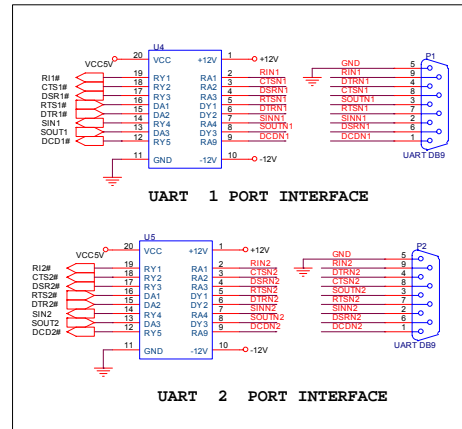 U4
P1
VCC5V 20 VCC +12V 1 +12V
RI1# 19 RY1 RA1 2 RIN1
CTS1# 18 RY2 RA2 3 CTSN1
DSR1# 17 RY3 RA3 4 DSRN1
RTS1# 16 DA1 DY2 5 RTSN1
DTR1# 15 DA2 DY2 6 DTRN1
SIN1 14 RY4 RA4 7 SINN1
SOUT1 13 DA3 DY3 8 SOUTN1
DCD1# 12 RY5 RA9 9 DCDN1
11 GND -12V 10 -12V
GND 5
RIN1 9
DTRN1 4
CTSN1 8
SOUTN1 3
RTSN1 7
SINN1 2
DSRN1 6
DCDN1 1
UART DB9
UART 1 PORT INTERFACE
U5
P2
VCC5V 20 VCC +12V 1 +12V
RI2# 19 RY1 RA1 2 RIN2
CTS2# 18 RY2 RA2 3 CTSN2
DSR2# 17 RY3 RA3 4 DSRN2
RTS2# 16 DA1 DY1 5 RTSN2
DTR2# 15 DA2 DY2 6 DTRN2
SIN2 14 RY4 RA4 7 SINN2
SOUT2 13 DA3 DY3 8 SOUTN2
DCD2# 12 RY5 RA9 9 DCDN2
11 GND -12V 10 -12V
GND 5
RIN2 9
DTRN2 4
CTSN2 8
SOUTN2 3
RTSN2 7
SINN2 2
DSRN2 6
DCDN2 1
UART DB9
UART 2 PORT INTERFACE